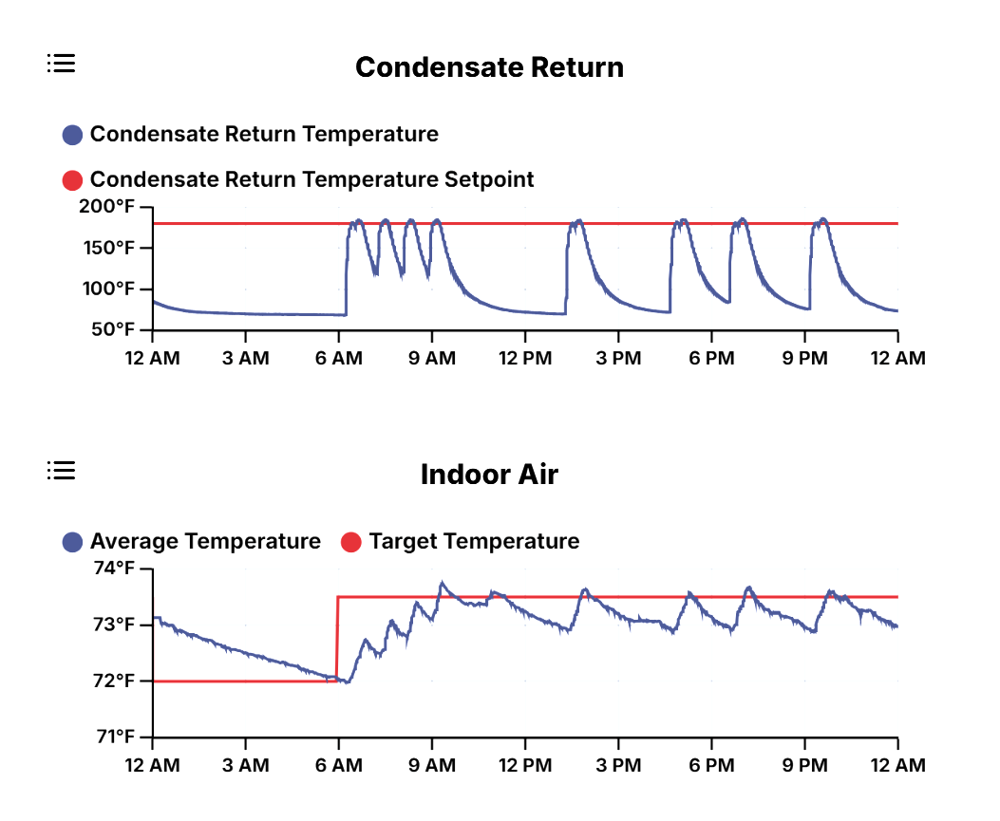 Condensate Return
Condensate Return Temperature
Condensate Return Temperature Setpoint
200°F
150°F
100°F
50°F
12 AM 3 AM 6 AM 9 AM 12 PM 3 PM 6 PM 9 PM 12 AM
Indoor Air
Average Temperature Target Temperature
74°F
73°F
72°F
71°F
12 AM 3 AM 6 AM 9 AM 12 PM 3 PM 6 PM 9 PM 12 AM